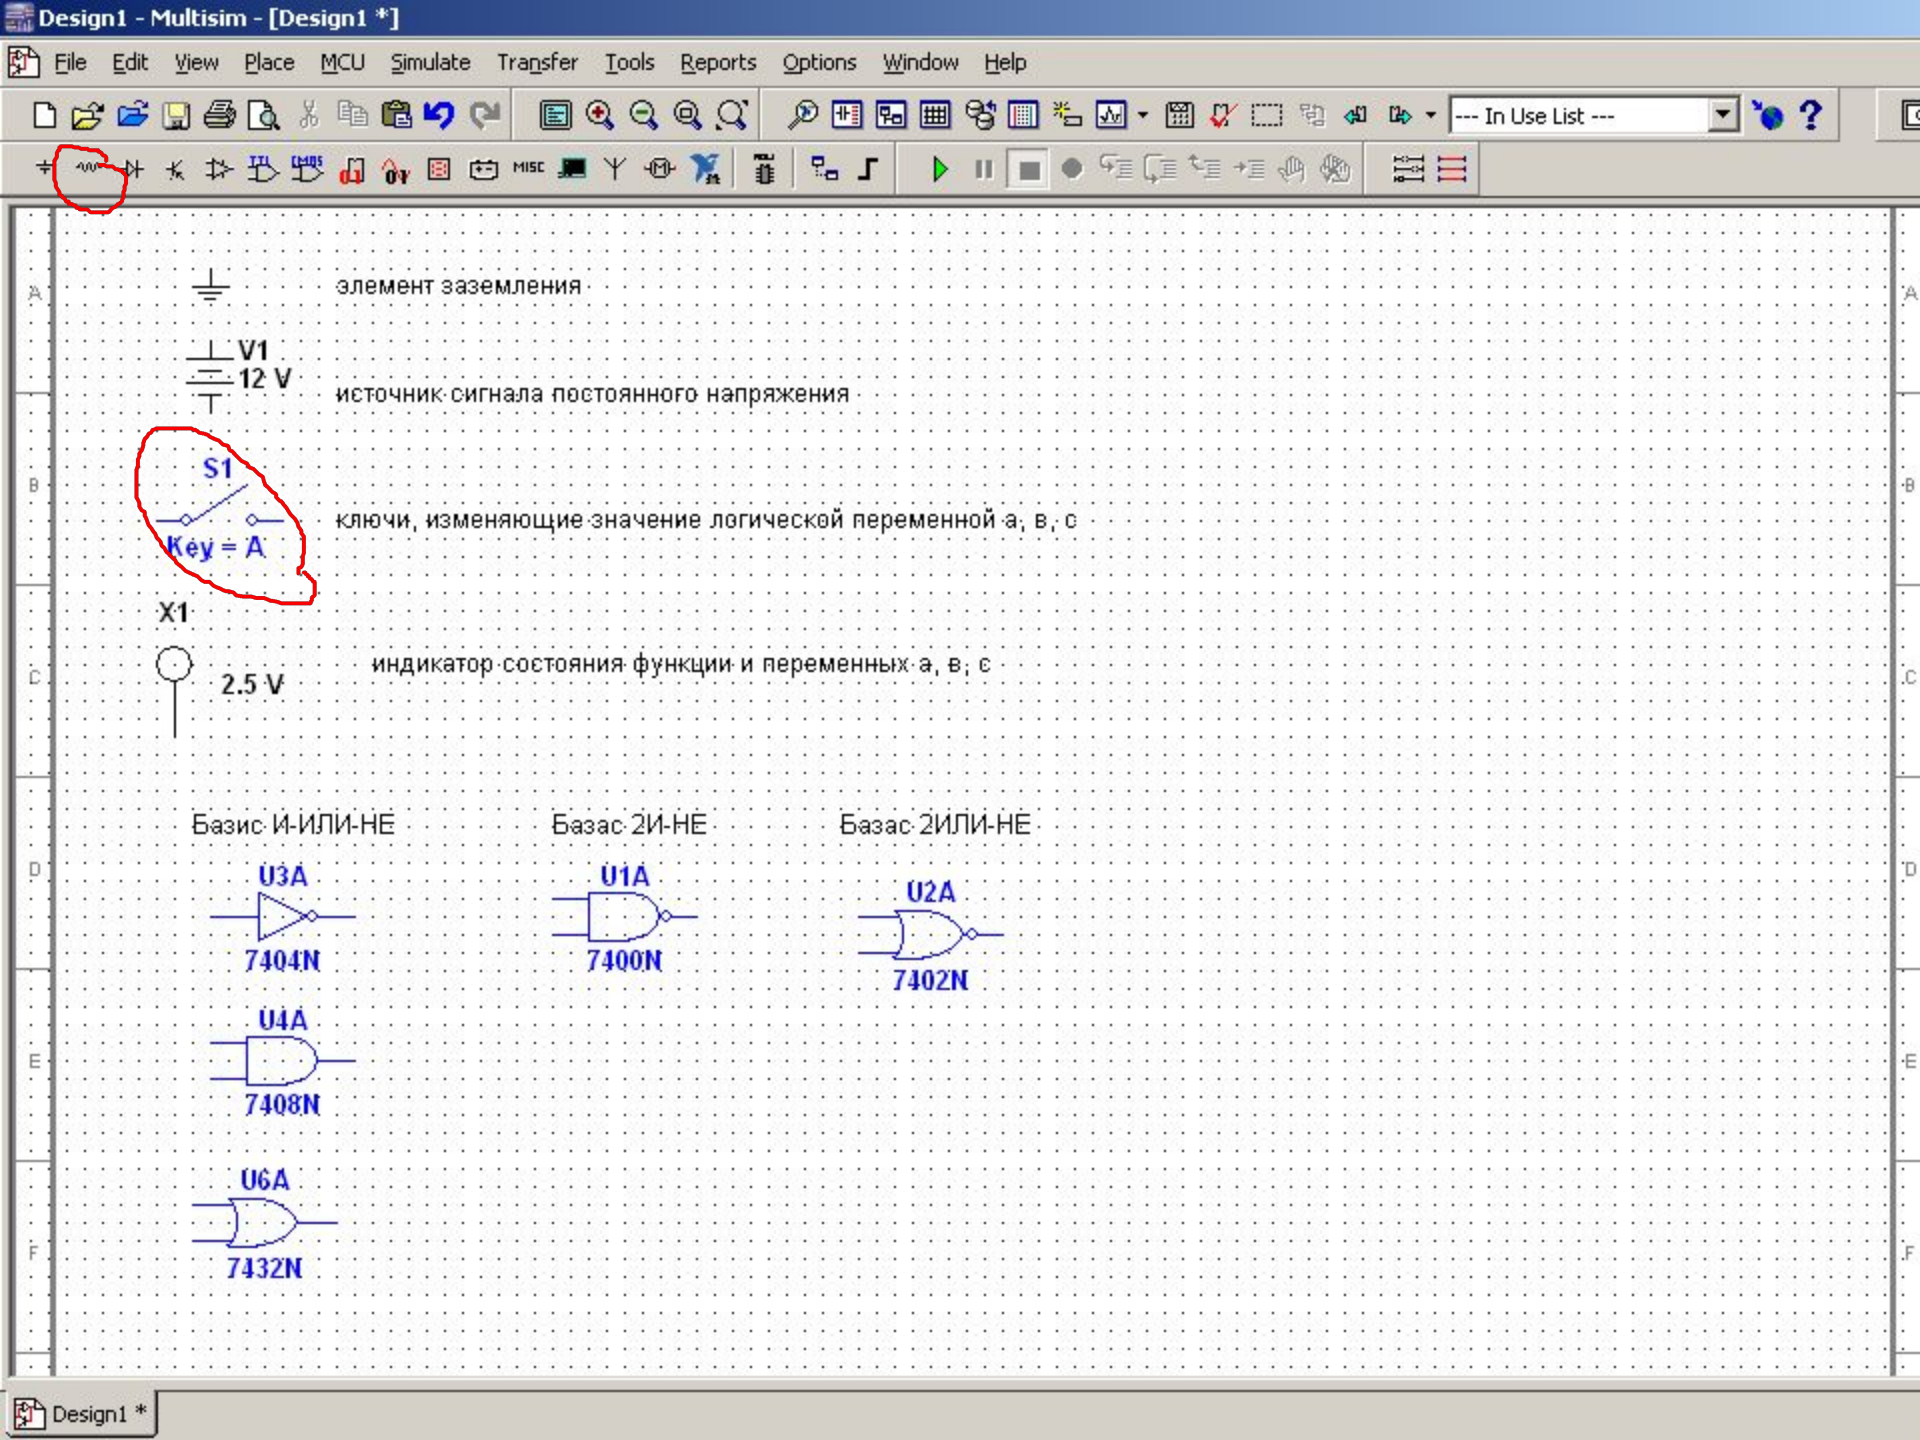 Design1 - Multisim - [Design1 *]
File Edit View Place MCU Simulate Transfer Tools Reports Options Window Help
--- In Use List ---
TTL CMOS MISC
A элемент заземления A
V1
12 V
источник сигнала постоянного напряжения
S1
B B
ключи, изменяющие значение логической переменной а, в, с
Key = A
X1
индикатор состояния функции и переменных а, в, с
C C
2.5 V
Базис И-ИЛИ-НЕ Базас 2И-НЕ Базас 2ИЛИ-НЕ
D D
U3A U1A U2A
7404N 7400N 7402N
U4A
E E
7408N
U6A
F F
7432N
Design1 *